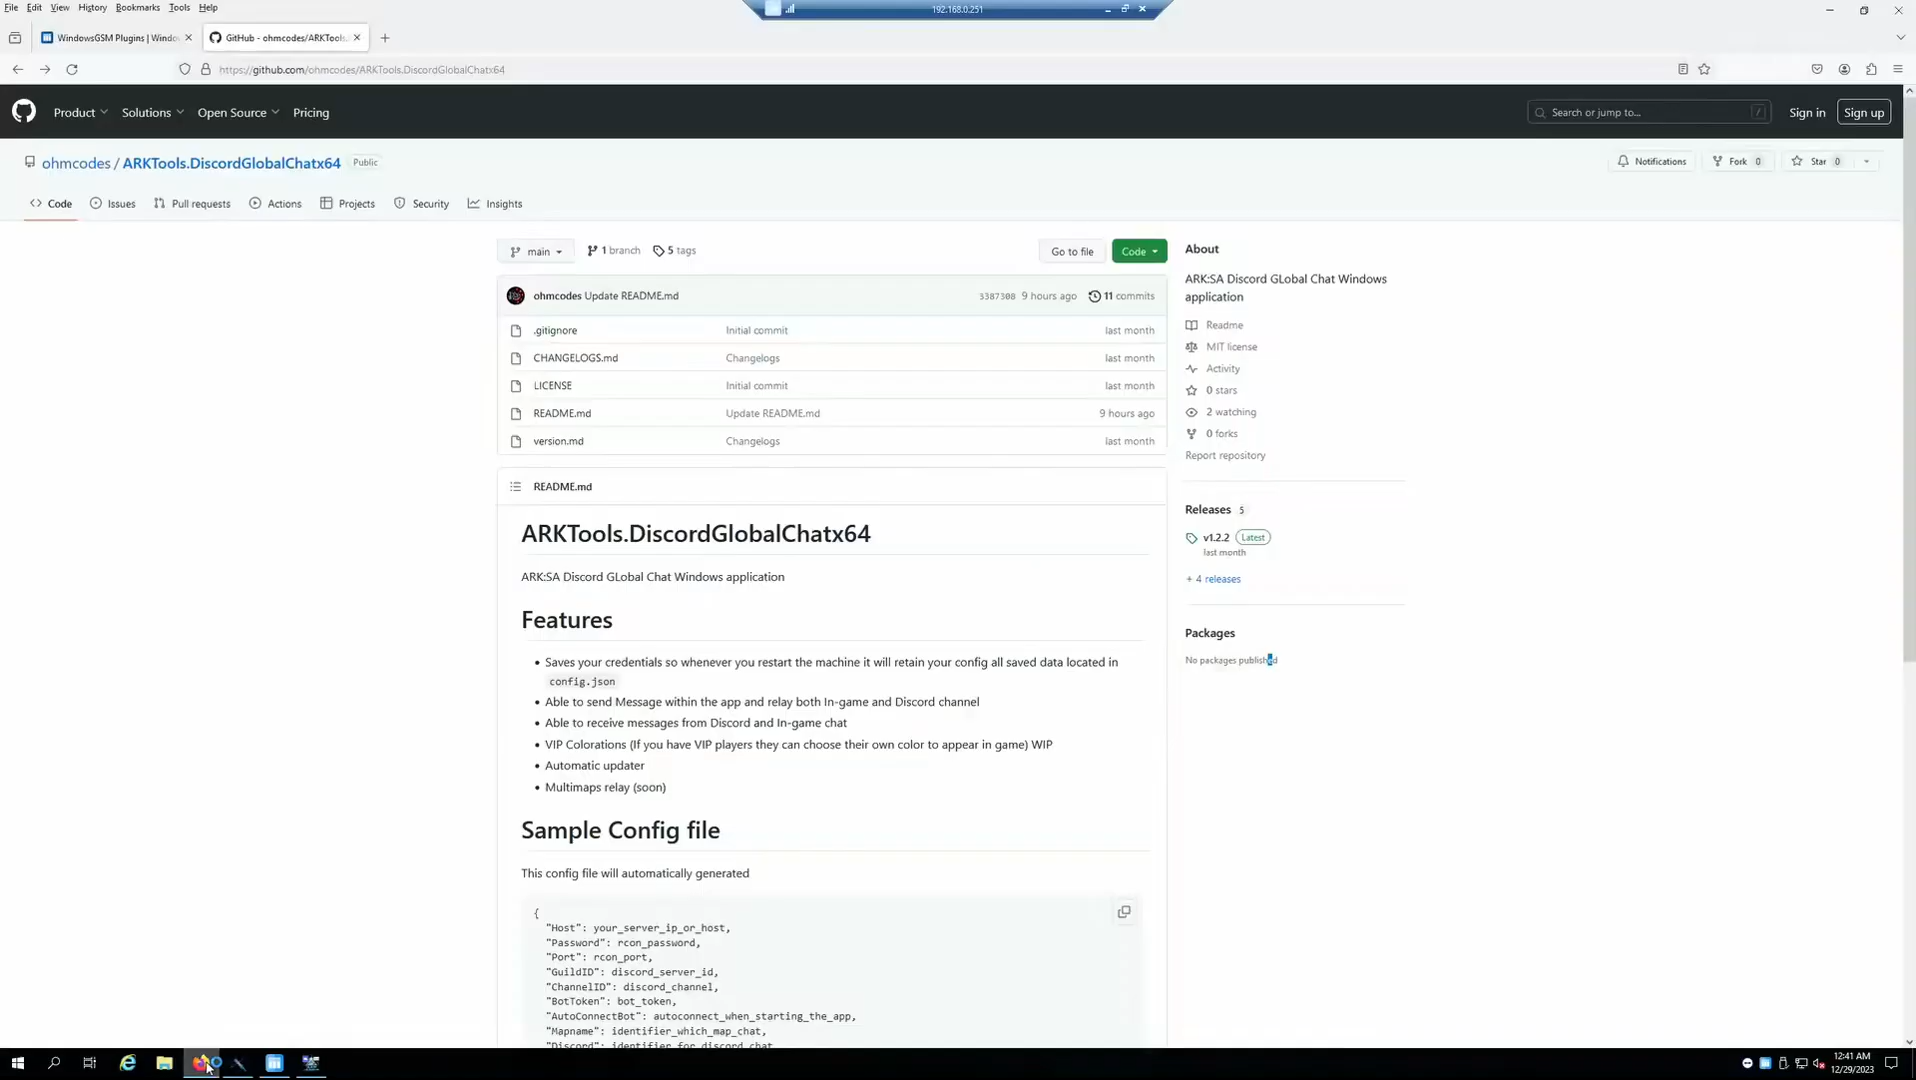 File Edit View History Bookmarks Tools Help
192.168.0.251
WindowsGSM Plugins | Windo
GitHub - ohmcodes/ARKTools.
https://github.com/ohmcodes/ARKTools.DiscordGlobalChatx64
Product Solutions Open Source Pricing
Search or jump to... /
Sign in Sign up
ohmcodes / ARKTools.DiscordGlobalChatx64 Public
Notifications Fork 0 Star 0
Code Issues Pull requests Actions Projects Security Insights
main 1 branch 5 tags Go to file Code
ohmcodes Update README.md 3387308 9 hours ago 11 commits
.gitignore Initial commit last month
CHANGELOGS.md Changelogs last month
LICENSE Initial commit last month
README.md Update README.md 9 hours ago
version.md Changelogs last month
README.md
ARKTools.DiscordGlobalChatx64
ARK:SA Discord GLobal Chat Windows application
Features
• Saves your credentials so whenever you restart the machine it will retain your config all saved data located in
config.json
• Able to send Message within the app and relay both In-game and Discord channel
• Able to receive messages from Discord and In-game chat
• VIP Colorations (If you have VIP players they can choose their own color to appear in game) WIP
• Automatic updater
• Multimaps relay (soon)
Sample Config file
This config file will automatically generated
{
"Host": your_server_ip_or_host,
"Password": rcon_password,
"Port": rcon_port,
"GuildID": discord_server_id,
"ChannelID": discord_channel,
"BotToken": bot_token,
"AutoConnectBot": autoconnect_when_starting_the_app,
"Mapname": identifier_which_map_chat,
"Discord": identifier_for_discord_chat
About
ARK:SA Discord GLobal Chat Windows
application
Readme
MIT license
Activity
0 stars
2 watching
0 forks
Report repository
Releases 5
v1.2.2 Latest
last month
+ 4 releases
Packages
No packages published
12:41 AM
12/29/2023